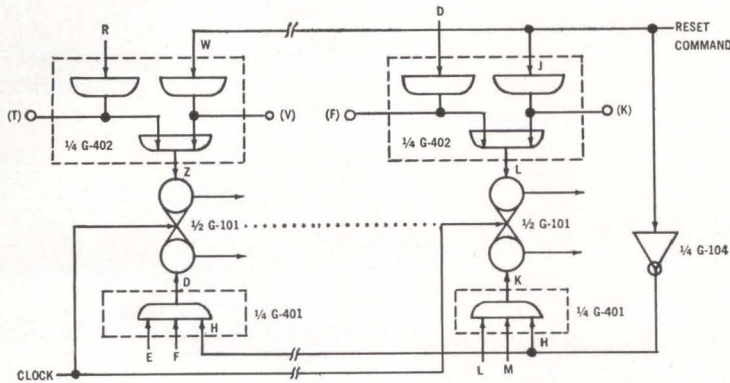 D
R
W
RESET
COMMAND
J
(T)
(V)
(F)
(K)
¼ G-402
¼ G-402
Z
L
½ G-101
½ G-101
¼ G-104
D
K
¼ G-401
¼ G-401
E F H
L M H
CLOCK